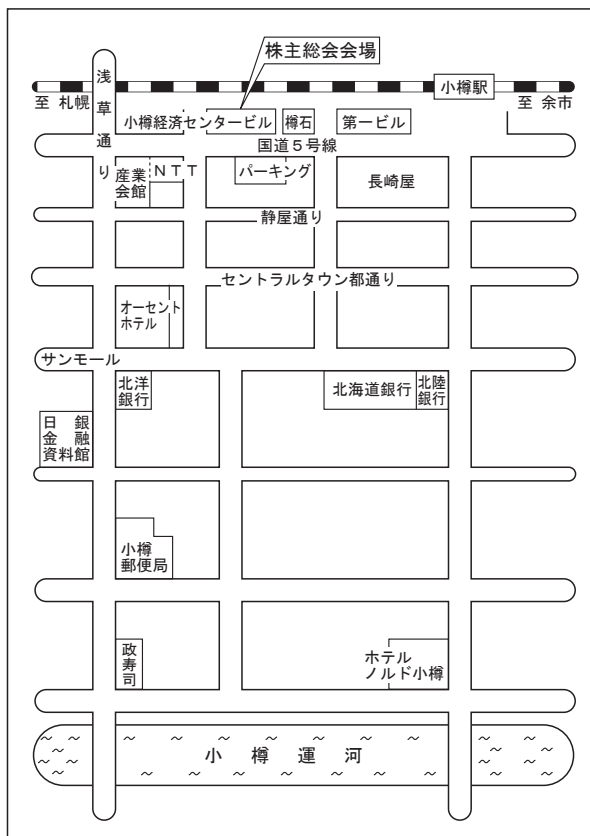 株主総会会場
小樽駅
至 札幌
至 余市
浅草通り
小樽経済センタービル
樽石
第一ビル
国道5号線
産業
会館
NTT
パーキング
長崎屋
静屋通り
セントラルタウン都通り
オーセント
ホテル
サンモール
北洋
銀行
北海道銀行
北陸
銀行
日銀
金融
資料館
小樽
郵便局
政寿司
ホテル
ノルド小樽
小樽運河